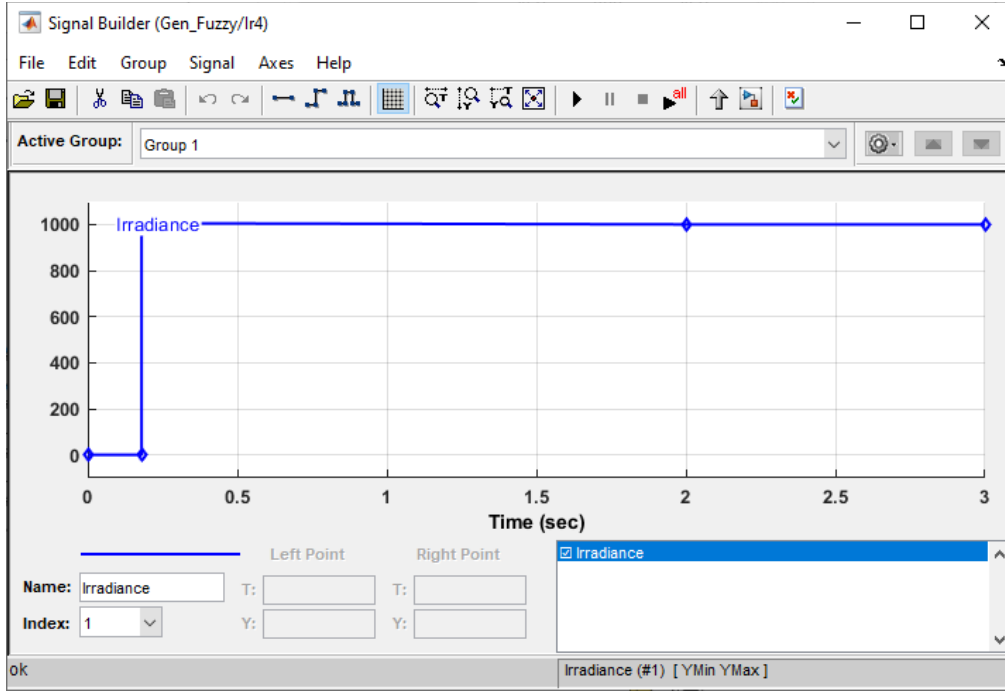 Signal Builder (Gen_Fuzzy/Ir4)
File Edit Group Signal Axes Help
all
Active Group: Group 1
1000
800
600
400
200
0
Irradiance
0 0.5 1 1.5 2 2.5 3
Time (sec)
Left Point Right Point
Name: Irradiance T: T:
Index: 1 Y: Y:
Irradiance
ok
Irradiance (#1) [ YMin YMax ]